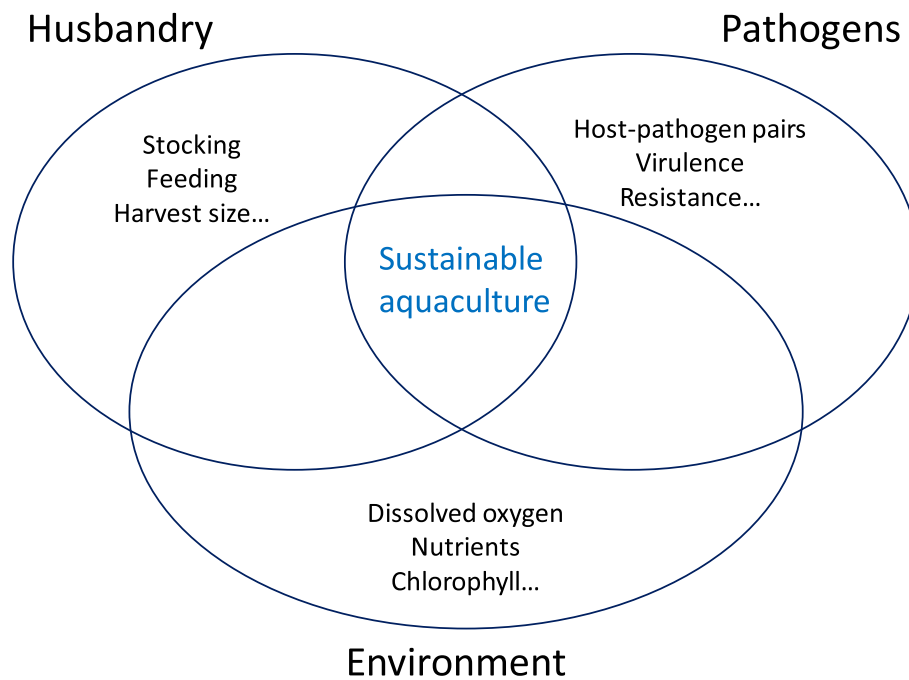 Husbandry
Pathogens
Stocking
Feeding
Harvest size…
Host-pathogen pairs
Virulence
Resistance…
Sustainable
aquaculture
Dissolved oxygen
Nutrients
Chlorophyll…
Environment